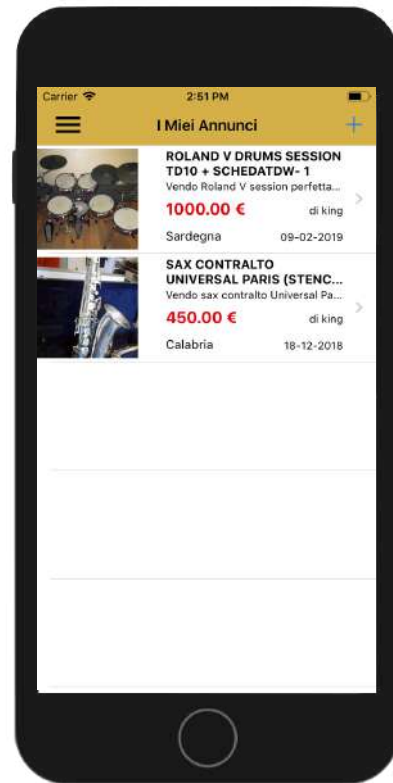 Carrier 2:51 PM
I Miei Annunci +
ROLAND V DRUMS SESSION
TD10 + SCHEDATDW- 1
Vendo Roland V session perfetta...
1000.00 € di king
Sardegna 09-02-2019
SAX CONTRALTO
UNIVERSAL PARIS (STENC...
Vendo sax contralto Universal Pa...
450.00 € di king
Calabria 18-12-2018